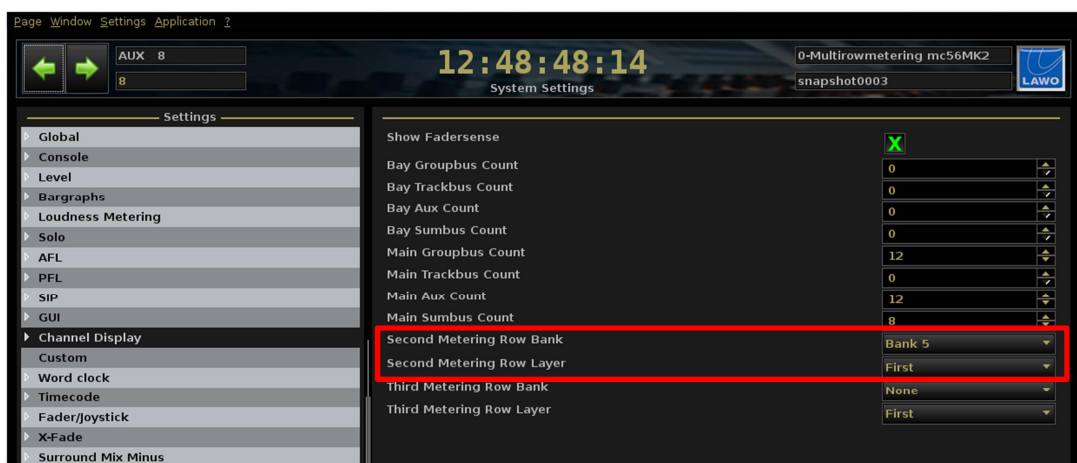 Page Window Settings Application ?
AUX 8
8
12:48:48:14
System Settings
0-Multirowmetering mc56MK2
snapshot0003
LAWO
Settings
Global
Console
Level
Bargraphs
Loudness Metering
Solo
AFL
PFL
SIP
GUI
Channel Display
Custom
Word clock
Timecode
Fader/Joystick
X-Fade
Surround Mix Minus
Show Fadersense X
Bay Groupbus Count 0
Bay Trackbus Count 0
Bay Aux Count 0
Bay Sumbus Count 0
Main Groupbus Count 12
Main Trackbus Count 0
Main Aux Count 12
Main Sumbus Count 8
Second Metering Row Bank Bank 5
Second Metering Row Layer First
Third Metering Row Bank None
Third Metering Row Layer First